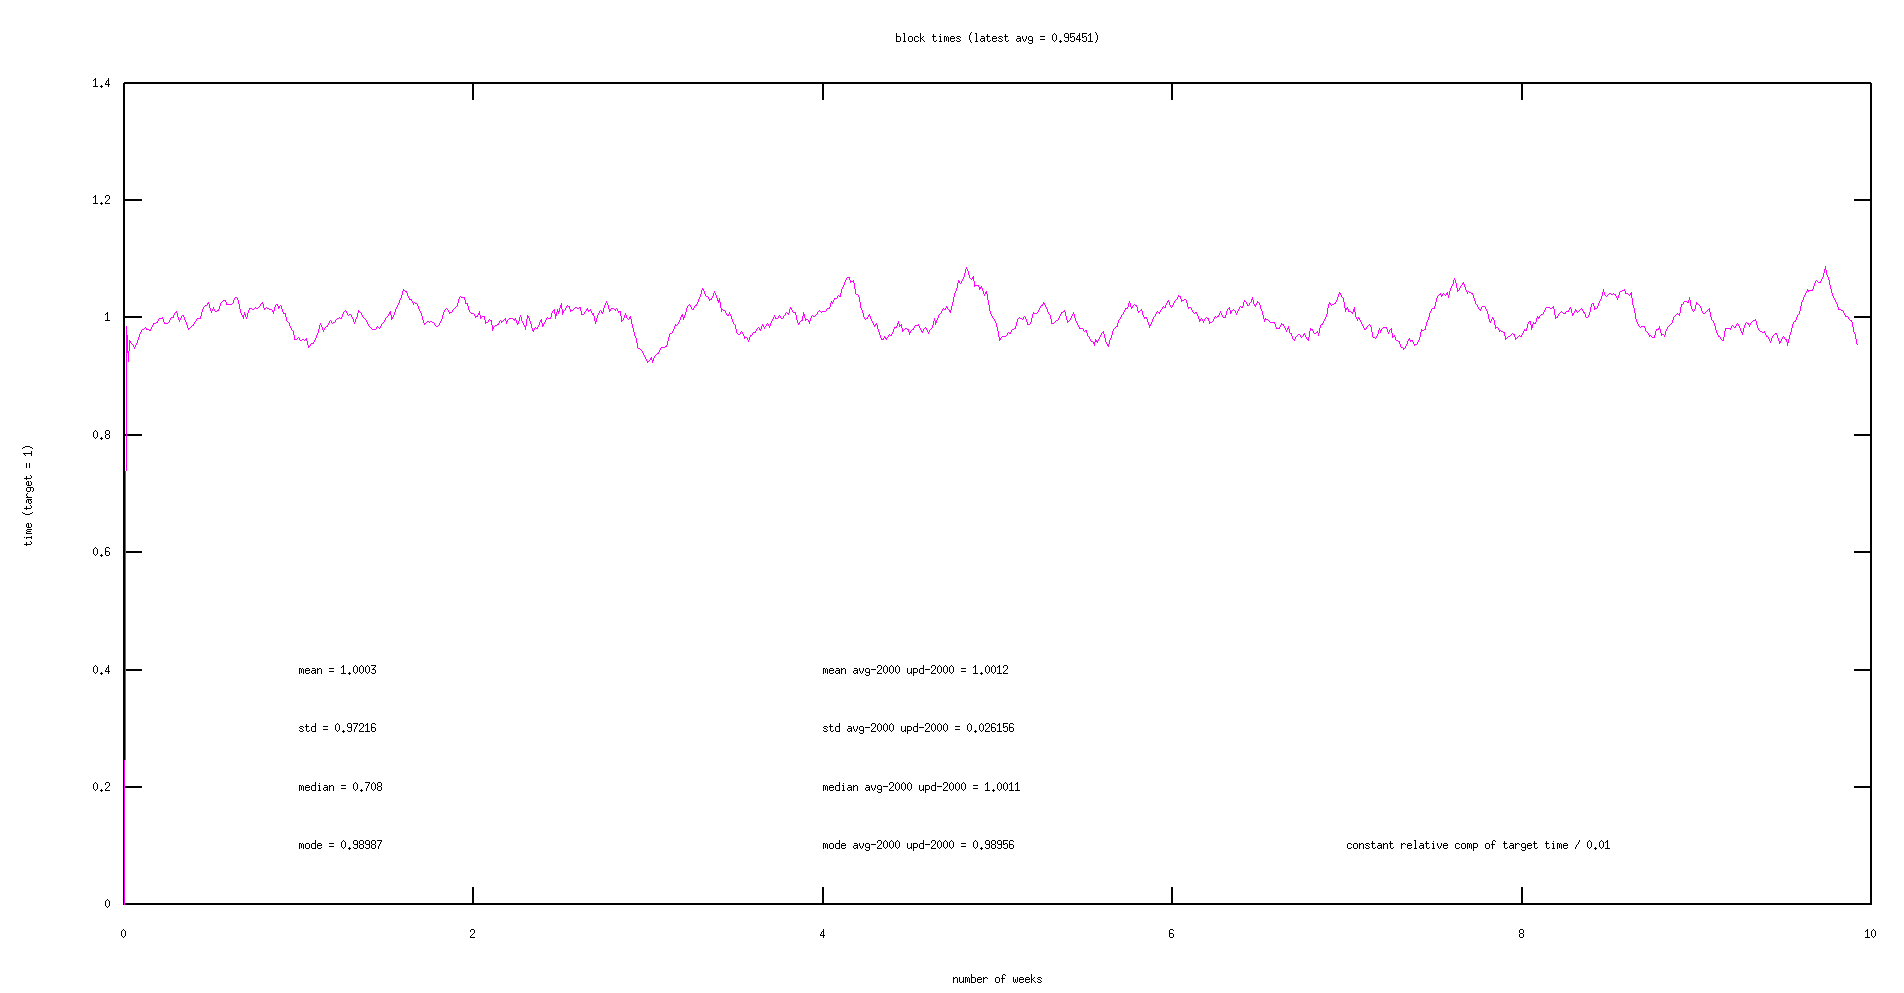 block times (latest avg = 0.95451)
1.4
1.2
1
0.8
0.6
0.4
0.2
0
time (target = 1)
mean = 1.0003
mean avg-2000 upd-2000 = 1.0012
std = 0.97216
std avg-2000 upd-2000 = 0.026156
median = 0.708
median avg-2000 upd-2000 = 1.0011
mode = 0.98987
mode avg-2000 upd-2000 = 0.98956
constant relative comp of target time / 0.01
0 2 4 6 8 10
number of weeks